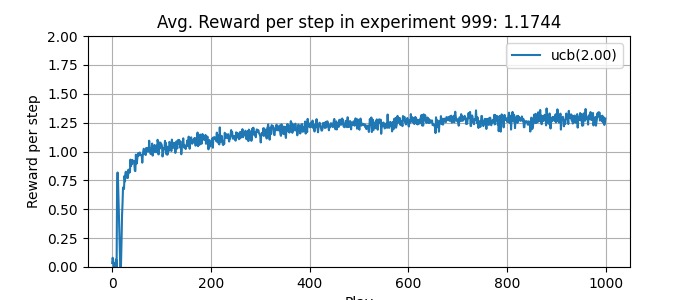 Avg. Reward per step in experiment 999: 1.1744
2.00
1.75
1.50
1.25
1.00
0.75
0.50
0.25
0.00
Reward per step
ucb(2.00)
0 200 400 600 800 1000
Play